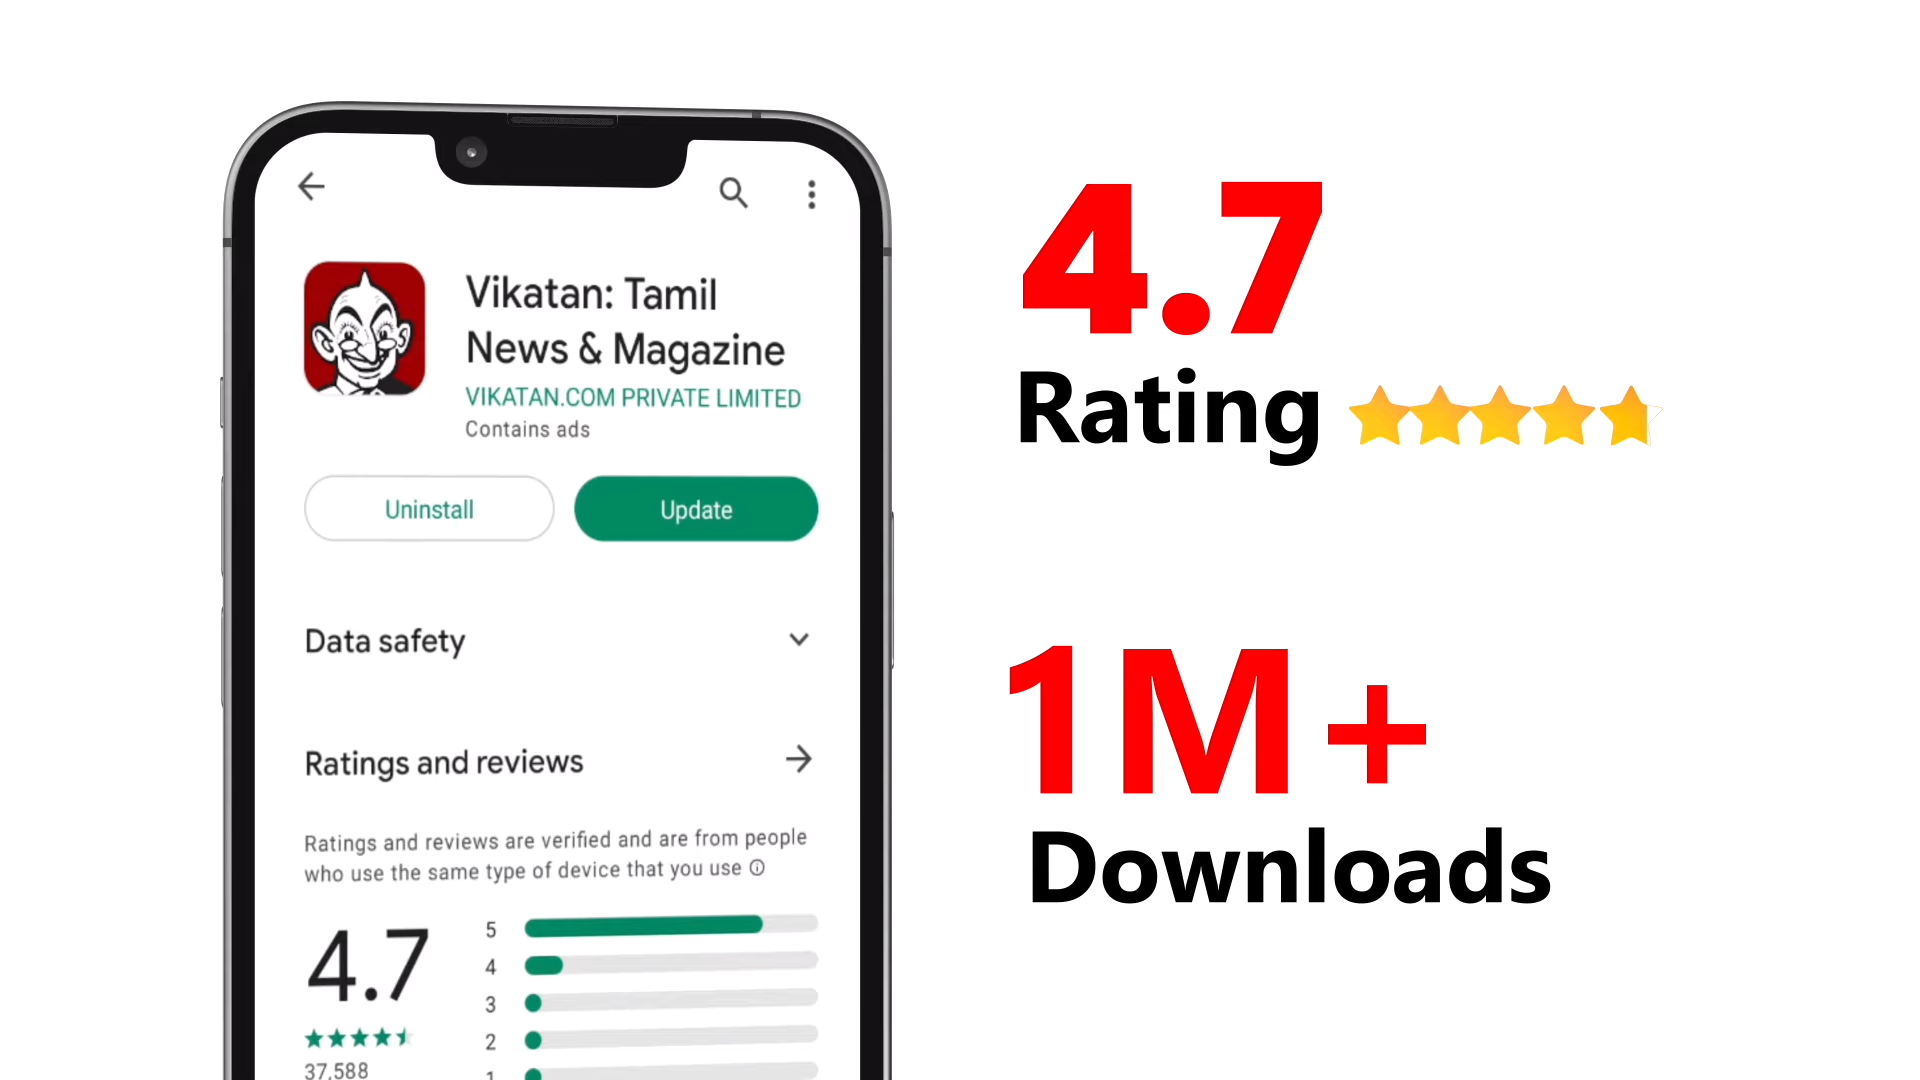 Vikatan: Tamil
News & Magazine
VIKATAN.COM PRIVATE LIMITED
Contains ads
Uninstall
Update
Data safety
Ratings and reviews
Ratings and reviews are verified and are from people
who use the same type of device that you use
4.7
5
4
3
2
1
37,588
4.7
Rating
1M+
Downloads